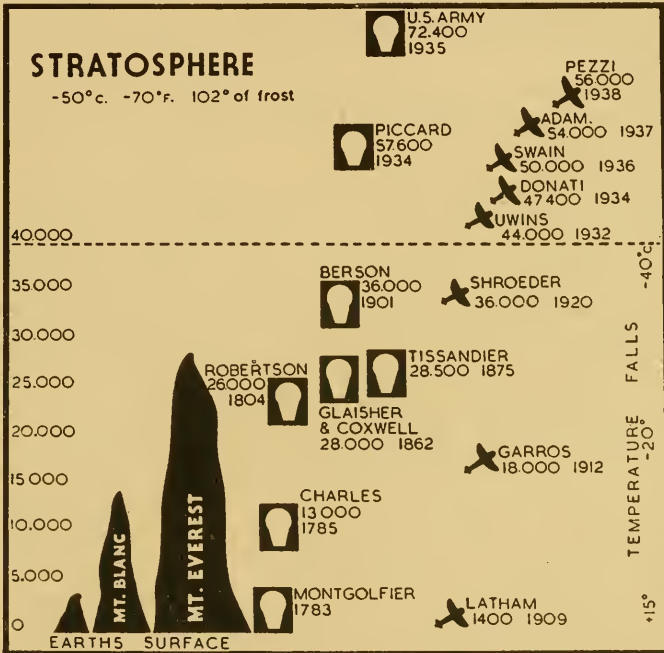 STRATOSPHERE
-50°C. -70°F. 102° of frost
U.S. ARMY
72.400
1935
PEZZI
56.000
1938
ADAM.
54.000 1937
PICCARD
57.600
1934
SWAIN
50.000 1936
DONATI
47400 1934
UWINS
44.000 1932
40.000
-40°c
BERSON
36.000
1901
SHROEDER
36.000 1920
35.000
30.000
ROBERTSON
26000
1804
TISSANDIER
28.500 1875
GLAISHER
& COXWELL
28.000 1862
25.000
20.000
GARROS
18.000 1912
-20°
TEMPERATURE FALLS
15 000
CHARLES
13 000
1785
10.000
MT. BLANC
MT. EVEREST
5.000
MONTGOLFIER
1783
LATHAM
1400 1909
+15°
0
EARTHS SURFACE